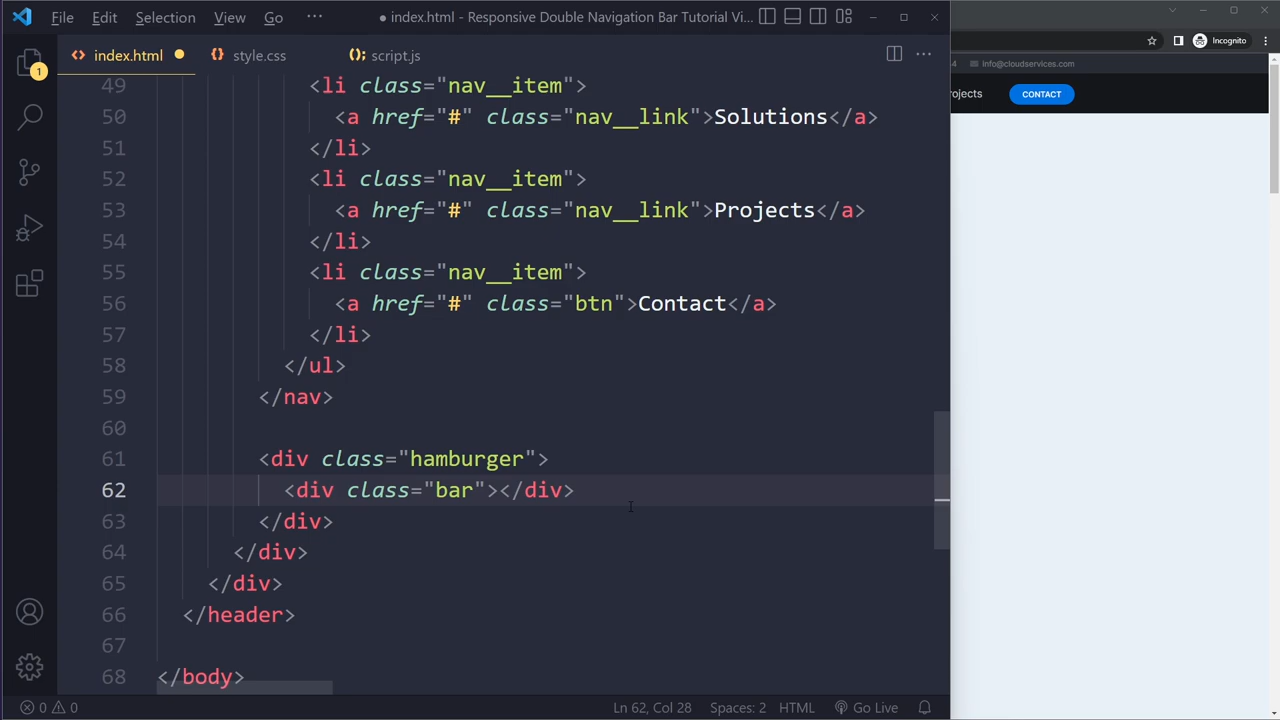 File Edit Selection View Go ··· ● index.html - Responsive Double Navigation Bar Tutorial Vi...
index.html ● style.css script.js
Incognito
1
4 info@cloudservices.com
rojects CONTACT
49 <li class="nav__item">
50 <a href="#" class="nav__link">Solutions</a>
51 </li>
52 <li class="nav__item">
53 <a href="#" class="nav__link">Projects</a>
54 </li>
55 <li class="nav__item">
56 <a href="#" class="btn">Contact</a>
57 </li>
58 </ul>
59 </nav>
60
61 <div class="hamburger">
62 <div class="bar"></div>
63 </div>
64 </div>
65 </div>
66 </header>
67
68 </body>
0 0 Ln 62, Col 28 Spaces: 2 HTML Go Live